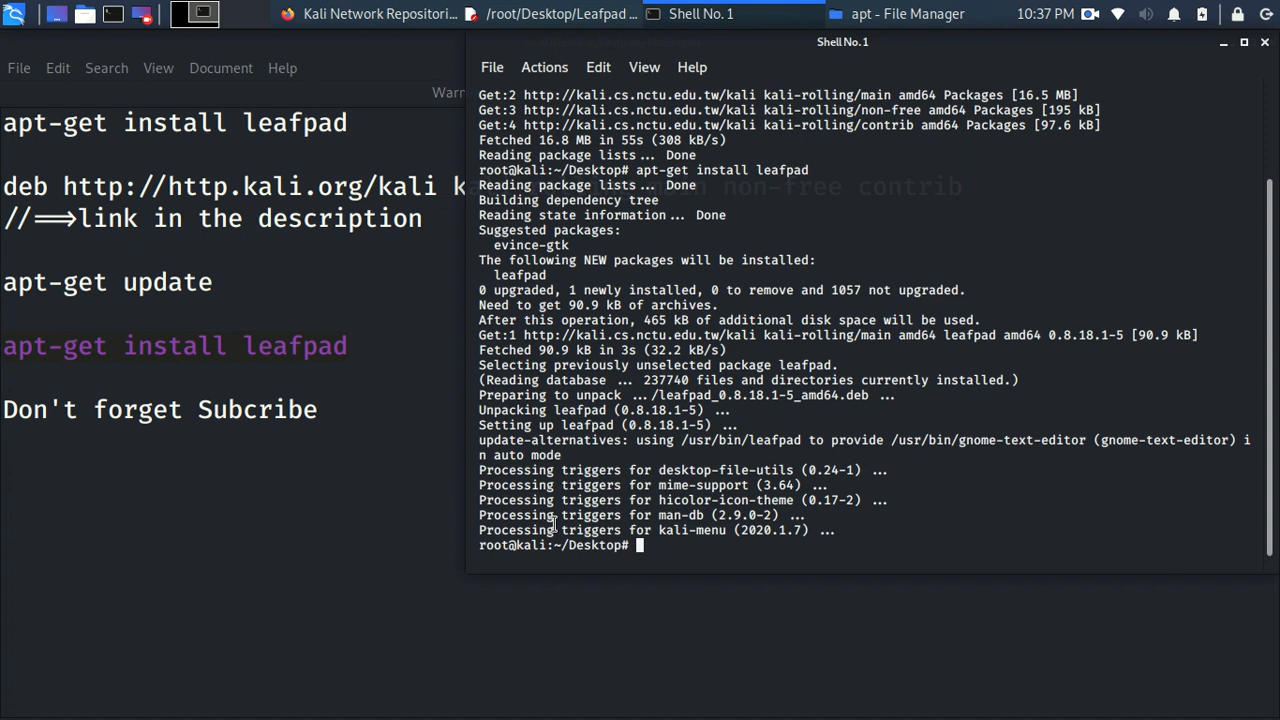 Kali Network Repositori...
/root/Desktop/Leafpad ...
Shell No. 1
apt - File Manager
10:37 PM
Shell No.1
File Edit Search View Document Help
Warn
apt-get install leafpad
deb http://http.kali.org/kali kali-rolling main non-free contrib
//⟹link in the description
apt-get update
apt-get install leafpad
Don't forget Subcribe
File Actions Edit View Help
Get:2 http://kali.cs.nctu.edu.tw/kali kali-rolling/main amd64 Packages [16.5 MB]
Get:3 http://kali.cs.nctu.edu.tw/kali kali-rolling/non-free amd64 Packages [195 kB]
Get:4 http://kali.cs.nctu.edu.tw/kali kali-rolling/contrib amd64 Packages [97.6 kB]
Fetched 16.8 MB in 55s (308 kB/s)
Reading package lists... Done
root@kali:~/Desktop# apt-get install leafpad
Reading package lists... Done
Building dependency tree
Reading state information... Done
Suggested packages:
evince-gtk
The following NEW packages will be installed:
leafpad
0 upgraded, 1 newly installed, 0 to remove and 1057 not upgraded.
Need to get 90.9 kB of archives.
After this operation, 465 kB of additional disk space will be used.
Get:1 http://kali.cs.nctu.edu.tw/kali kali-rolling/main amd64 leafpad amd64 0.8.18.1-5 [90.9 kB]
Fetched 90.9 kB in 3s (32.2 kB/s)
Selecting previously unselected package leafpad.
(Reading database ... 237740 files and directories currently installed.)
Preparing to unpack .../leafpad_0.8.18.1-5_amd64.deb ...
Unpacking leafpad (0.8.18.1-5) ...
Setting up leafpad (0.8.18.1-5) ...
update-alternatives: using /usr/bin/leafpad to provide /usr/bin/gnome-text-editor (gnome-text-editor) i
n auto mode
Processing triggers for desktop-file-utils (0.24-1) ...
Processing triggers for mime-support (3.64) ...
Processing triggers for hicolor-icon-theme (0.17-2) ...
Processing triggers for man-db (2.9.0-2) ...
Processing triggers for kali-menu (2020.1.7) ...
root@kali:~/Desktop#